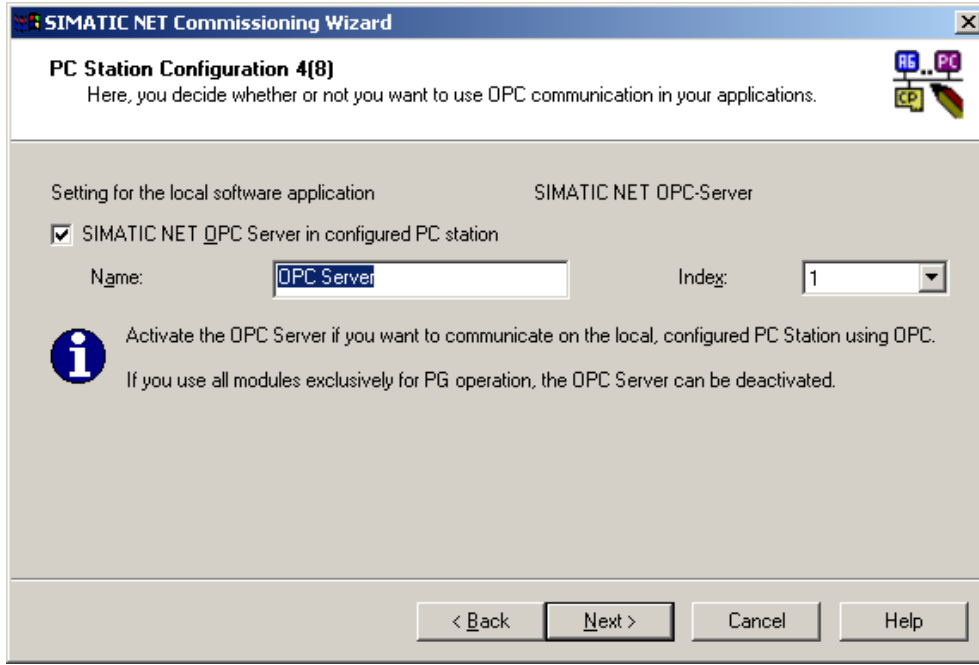 SIMATIC NET Commissioning Wizard
PC Station Configuration 4(8)
Here, you decide whether or not you want to use OPC communication in your applications.
AG..PC
CP
Setting for the local software application SIMATIC NET OPC-Server
SIMATIC NET OPC Server in configured PC station
Name: OPC Server Index: 1
Activate the OPC Server if you want to communicate on the local, configured PC Station using OPC.
If you use all modules exclusively for PG operation, the OPC Server can be deactivated.
< Back Next > Cancel Help